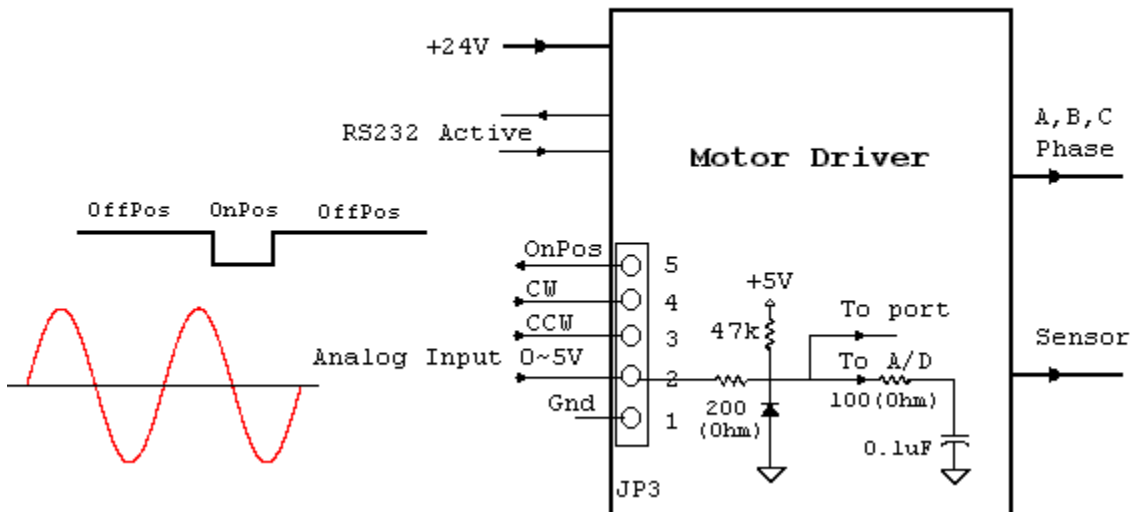 +24V
RS232 Active
Motor Driver
A,B,C
Phase
OffPos OnPos OffPos
OnPos 5
CW 4
CCW 3
Analog Input 0~5V 2
Gnd 1
JP3
+5V
47k
To port
To A/D
200
(Ohm)
100(Ohm)
0.1uF
Sensor